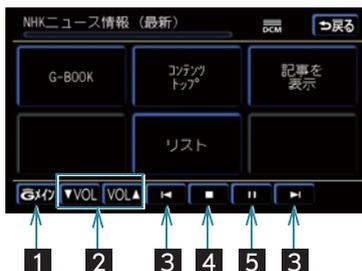 NHKニュース情報（最新）
DCM
戻る
G-BOOK
コンテンツ
トップ
記事を
表示
リスト
Gメイン ▼VOL VOL▲
1 2 3 4 5 3